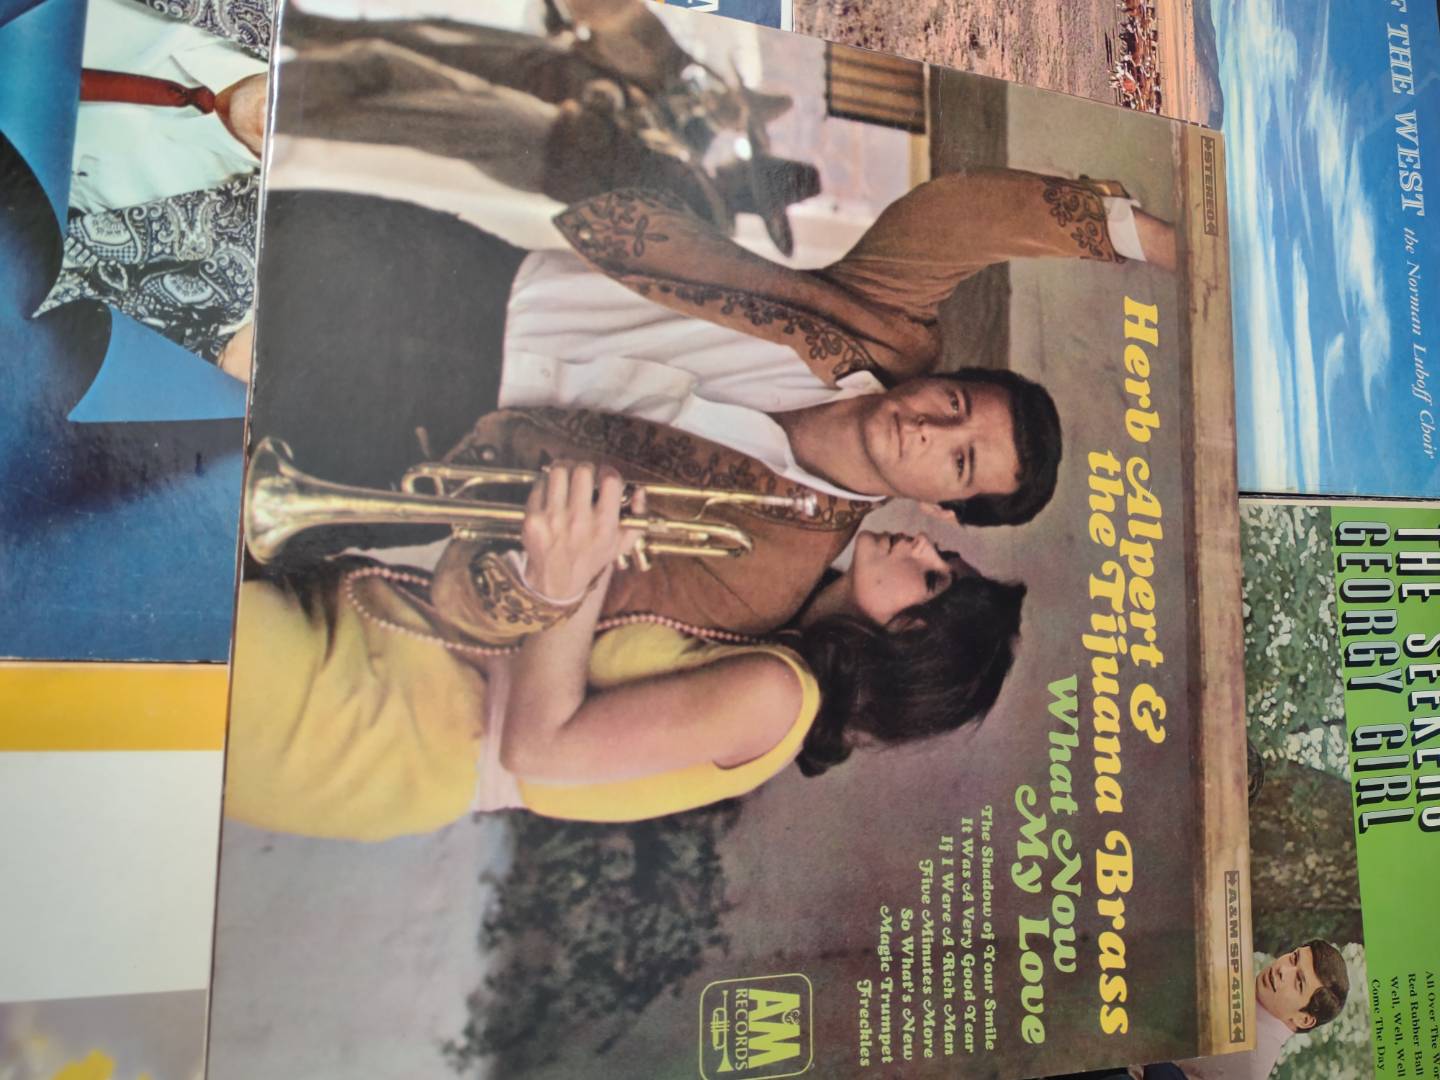 STEREO
A&M SP 4114
Herb Alpert &
the Tijuana Brass
What Now
My Love
The Shadow of Your Smile
It Was A Very Good Year
If I Were A Rich Man
Five Minutes More
So What's New
Magic Trumpet
Freckles
A&M
RECORDS
THE WEST
the Norman Luboff Choir
THE SEEKERS
GEORGY GIRL
All Over The Wor
Red Rubber Ball
Well, Well, Well
Come The Day